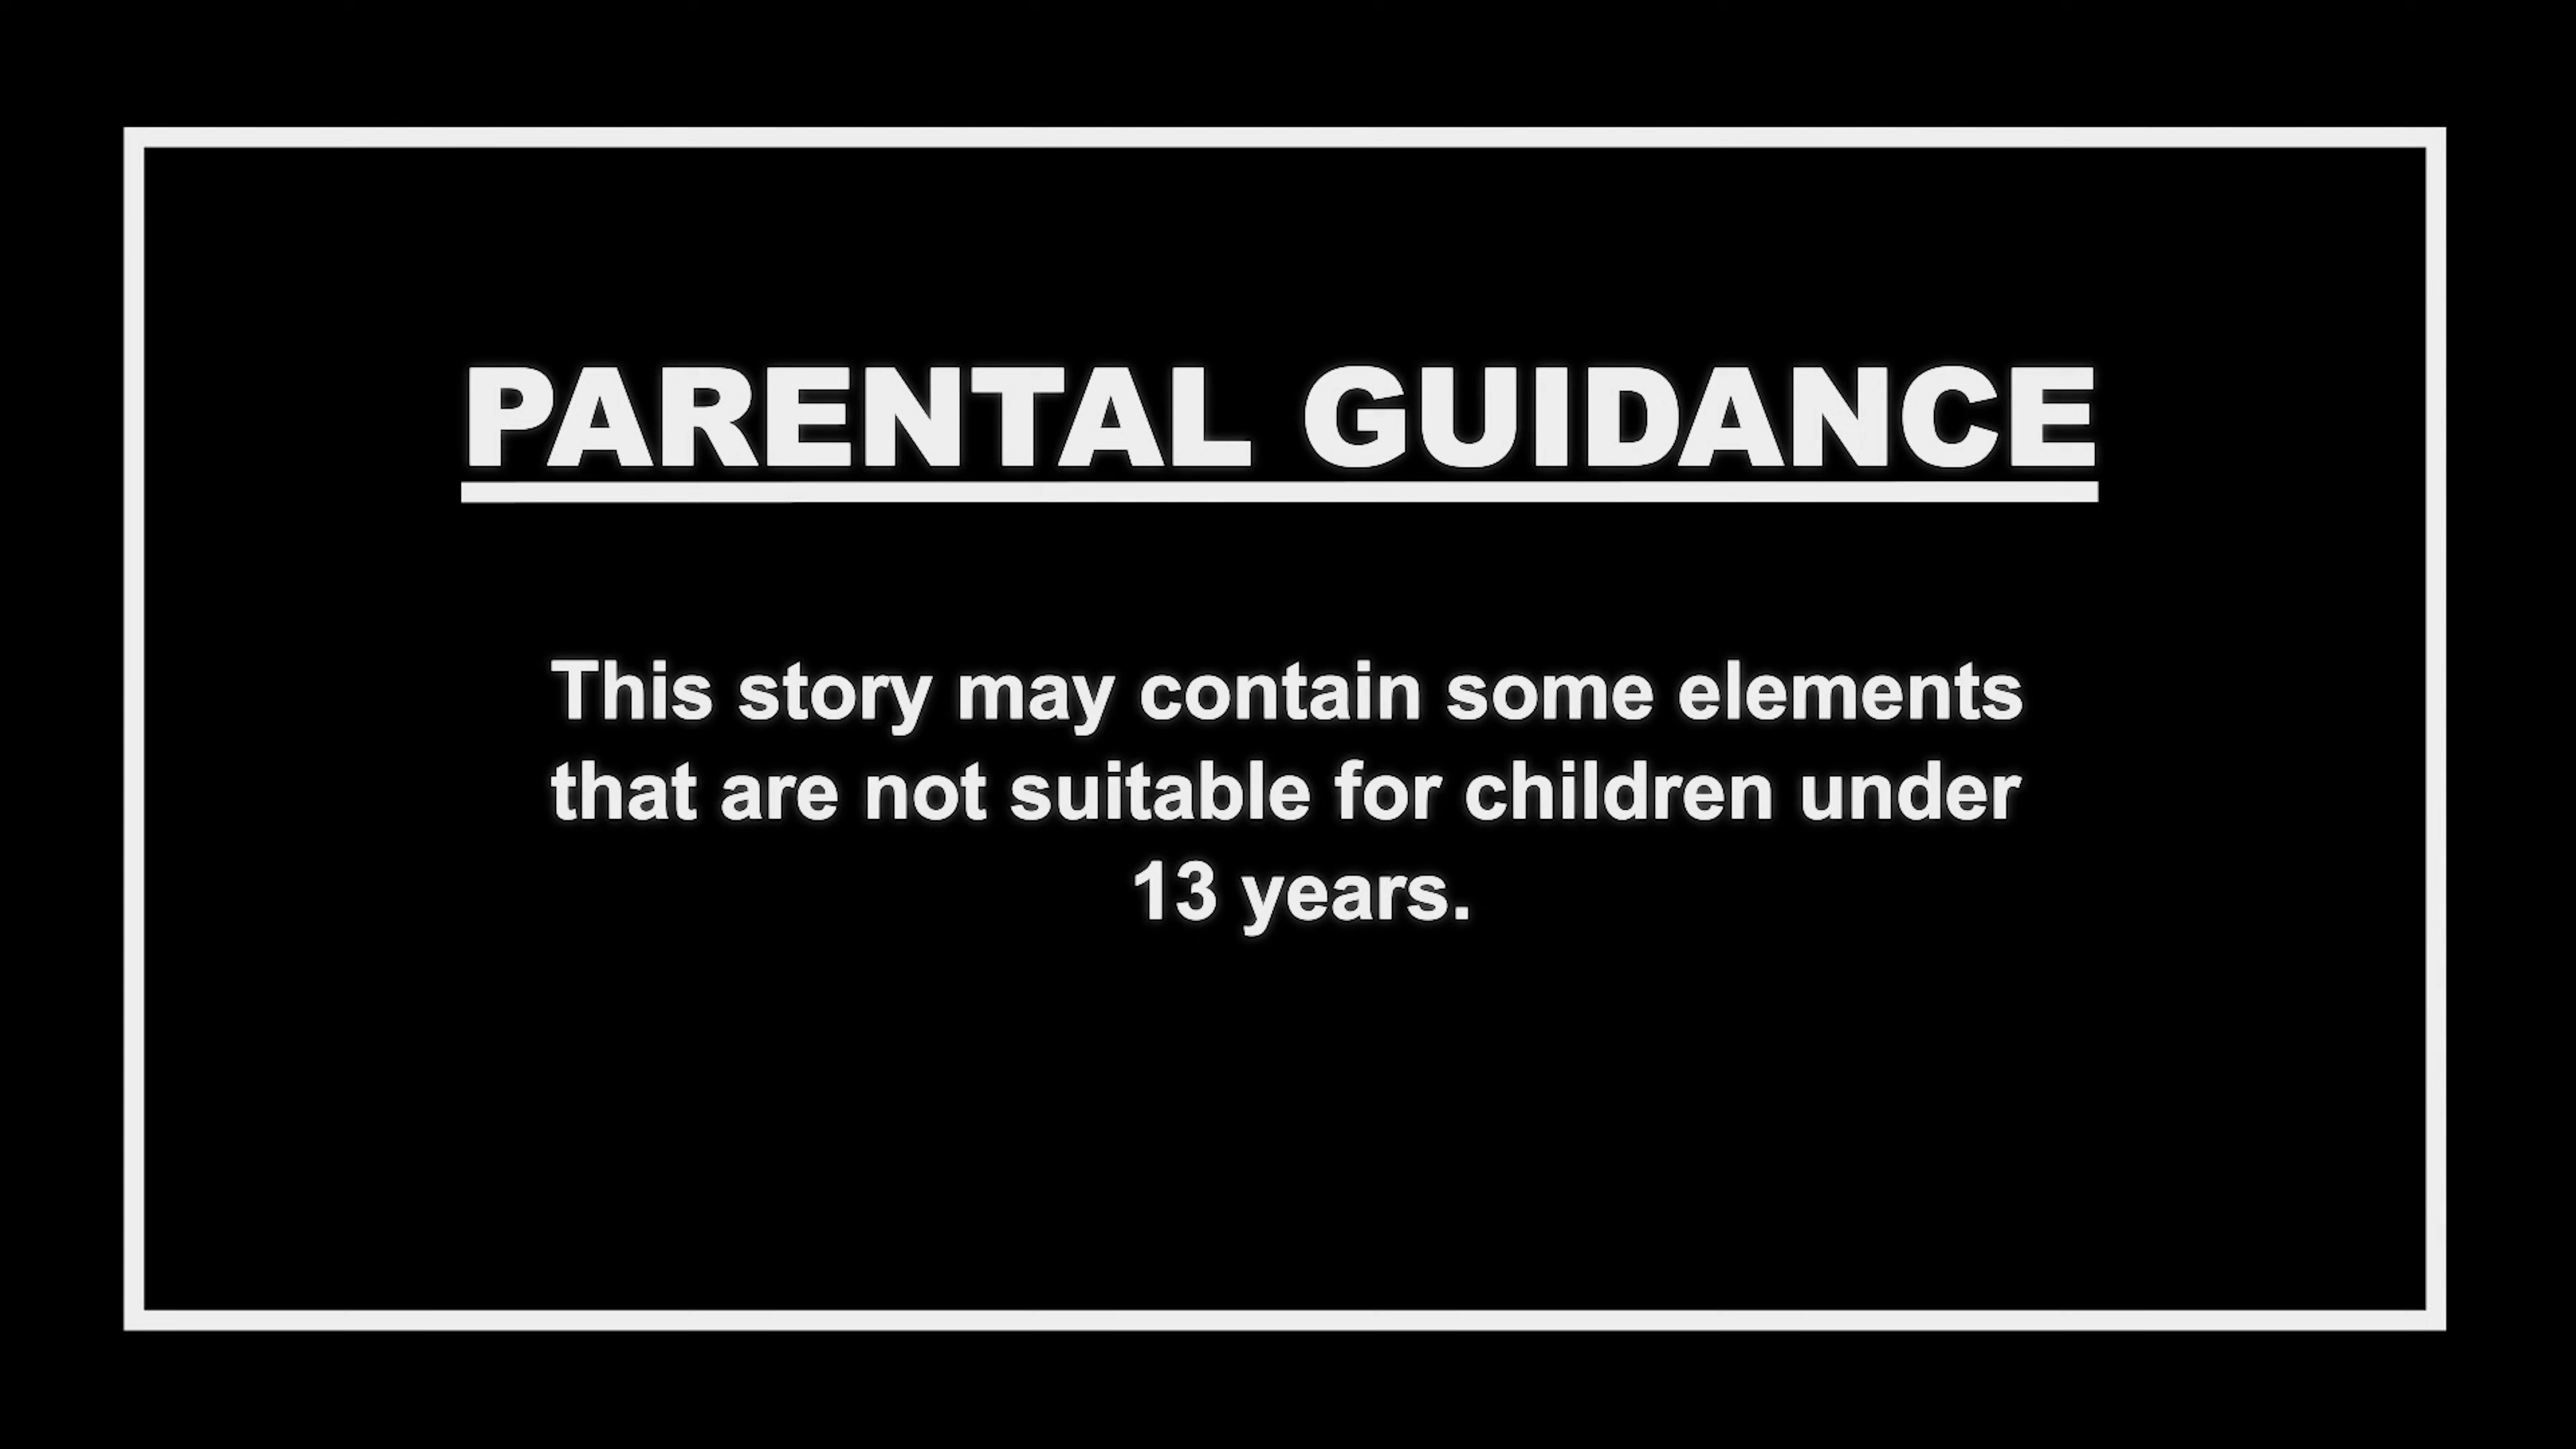 PARENTAL GUIDANCE
This story may contain some elements
that are not suitable for children under
13 years.